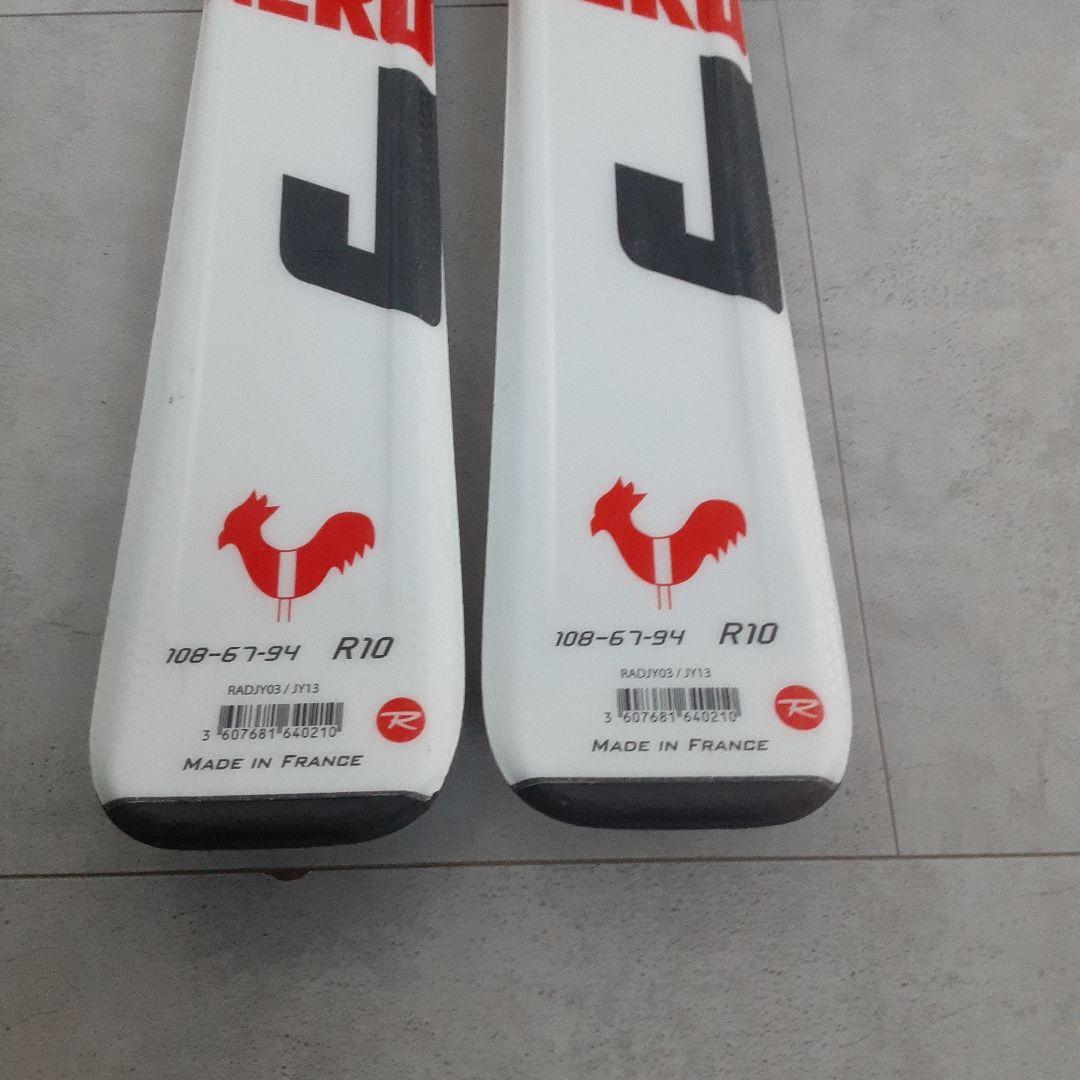 J
108-67-94 R10
RADJY03 / JY13
3 607681 640210
R
MADE IN FRANCE
J
108-67-94 R10
RADJY03 / JY13
3 607681 640210
R
MADE IN FRANCE